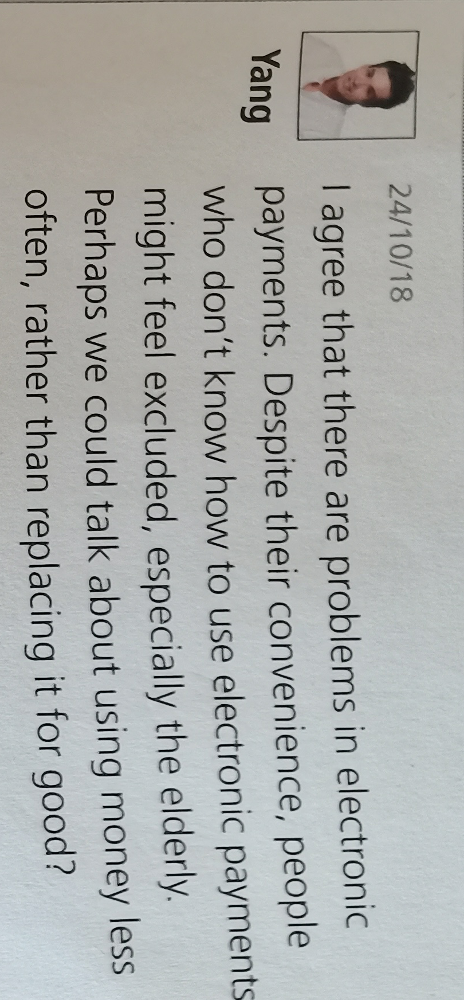 24/10/18
I agree that there are problems in electronic
payments. Despite their convenience, people
who don't know how to use electronic payments
might feel excluded, especially the elderly.
Perhaps we could talk about using money less
often, rather than replacing it for good?
Yang